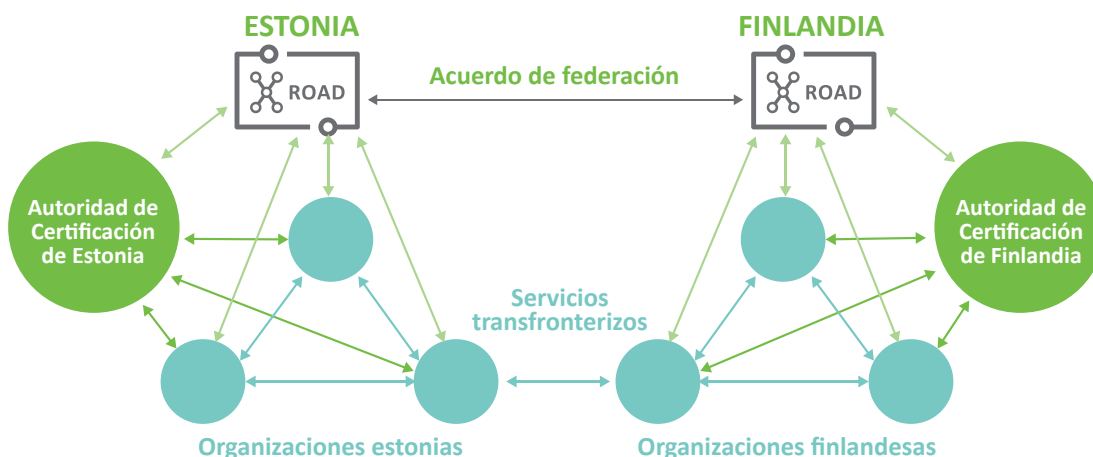 ESTONIA
FINLANDIA
ROAD
Acuerdo de federación
ROAD
Autoridad de
Certificación
de Estonia
Autoridad de
Certificación
de Finlandia
Servicios
transfronterizos
Organizaciones estonias
Organizaciones finlandesas